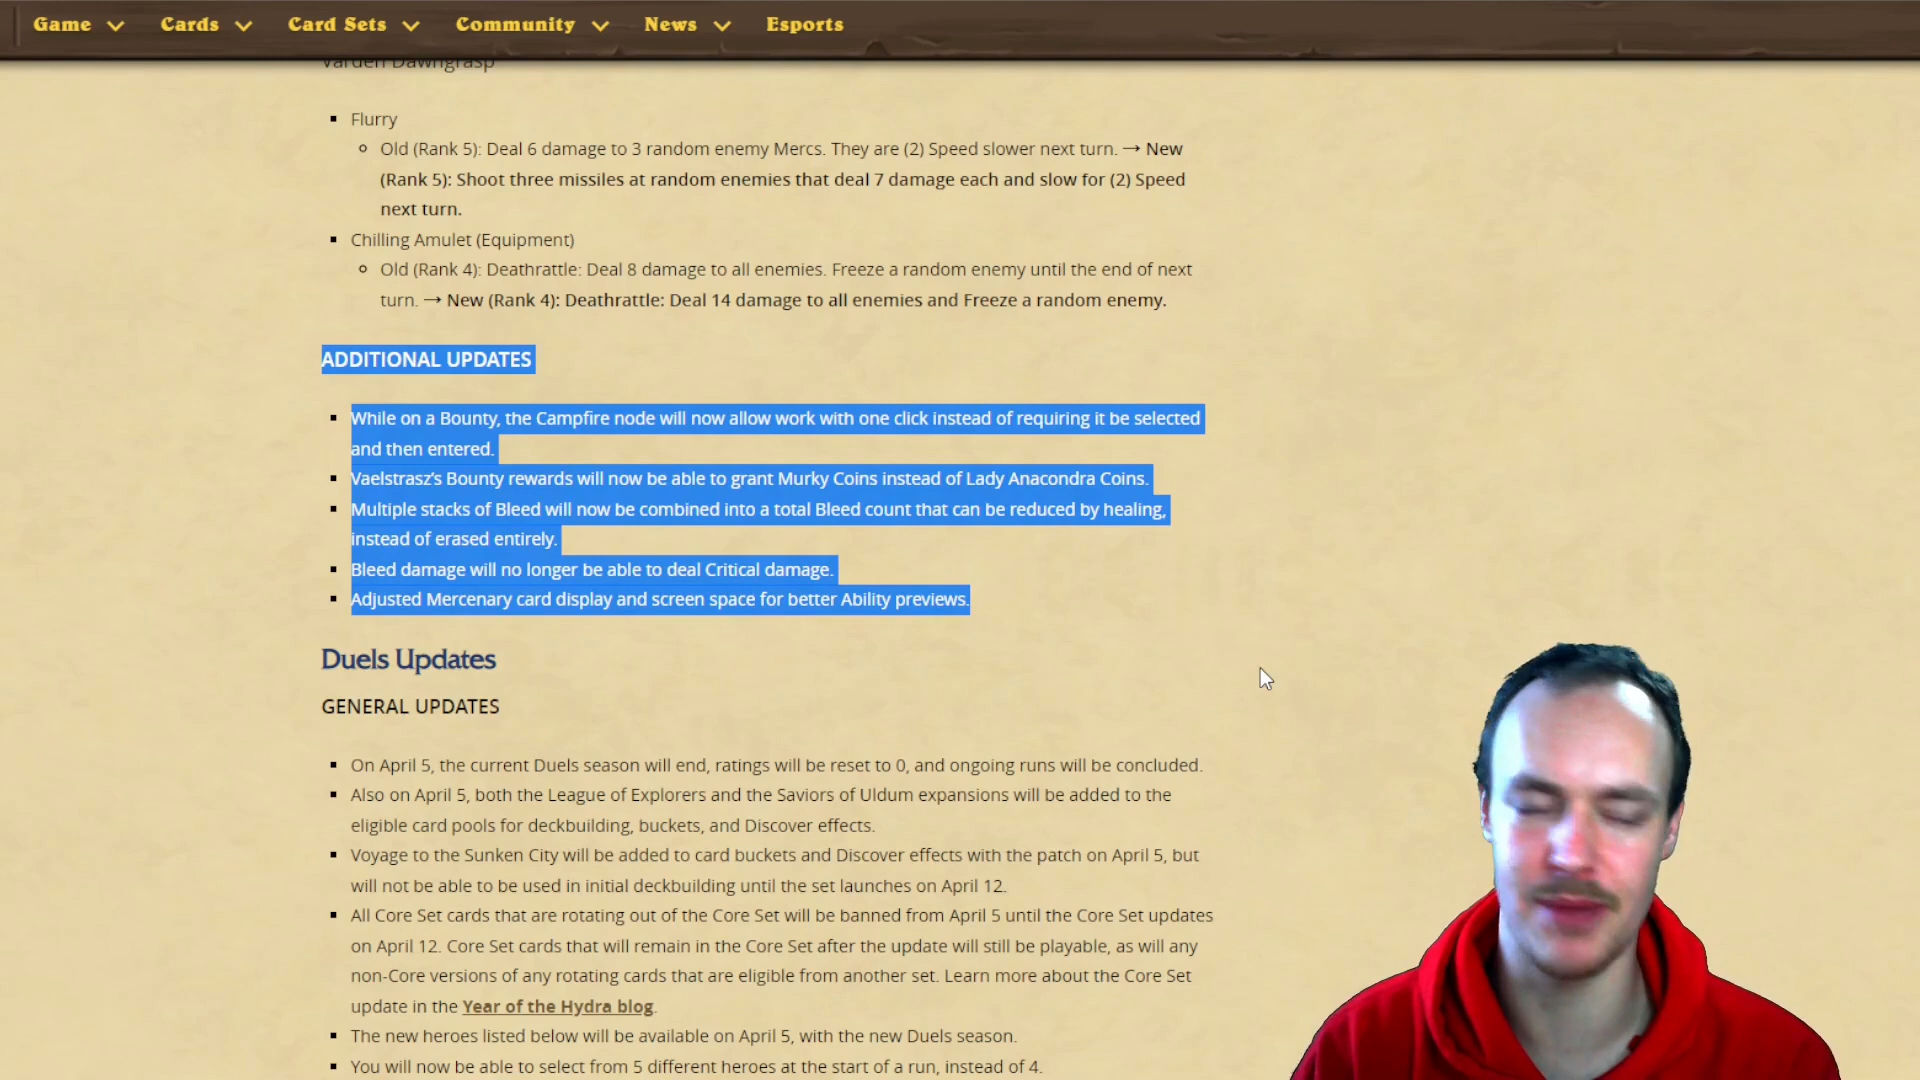 Game Cards Card Sets Community News Esports
Varden Dawngrasp
Flurry
Old (Rank 5): Deal 6 damage to 3 random enemy Mercs. They are (2) Speed slower next turn. → New
(Rank 5): Shoot three missiles at random enemies that deal 7 damage each and slow for (2) Speed
next turn.
Chilling Amulet (Equipment)
Old (Rank 4): Deathrattle: Deal 8 damage to all enemies. Freeze a random enemy until the end of next
turn. → New (Rank 4): Deathrattle: Deal 14 damage to all enemies and Freeze a random enemy.
ADDITIONAL UPDATES
While on a Bounty, the Campfire node will now allow work with one click instead of requiring it be selected
and then entered.
Vaelstrasz's Bounty rewards will now be able to grant Murky Coins instead of Lady Anacondra Coins.
Multiple stacks of Bleed will now be combined into a total Bleed count that can be reduced by healing,
instead of erased entirely.
Bleed damage will no longer be able to deal Critical damage.
Adjusted Mercenary card display and screen space for better Ability previews.
Duels Updates
GENERAL UPDATES
On April 5, the current Duels season will end, ratings will be reset to 0, and ongoing runs will be concluded.
Also on April 5, both the League of Explorers and the Saviors of Uldum expansions will be added to the
eligible card pools for deckbuilding, buckets, and Discover effects.
Voyage to the Sunken City will be added to card buckets and Discover effects with the patch on April 5, but
will not be able to be used in initial deckbuilding until the set launches on April 12.
All Core Set cards that are rotating out of the Core Set will be banned from April 5 until the Core Set updates
on April 12. Core Set cards that will remain in the Core Set after the update will still be playable, as will any
non-Core versions of any rotating cards that are eligible from another set. Learn more about the Core Set
update in the Year of the Hydra blog.
The new heroes listed below will be available on April 5, with the new Duels season.
You will now be able to select from 5 different heroes at the start of a run, instead of 4.